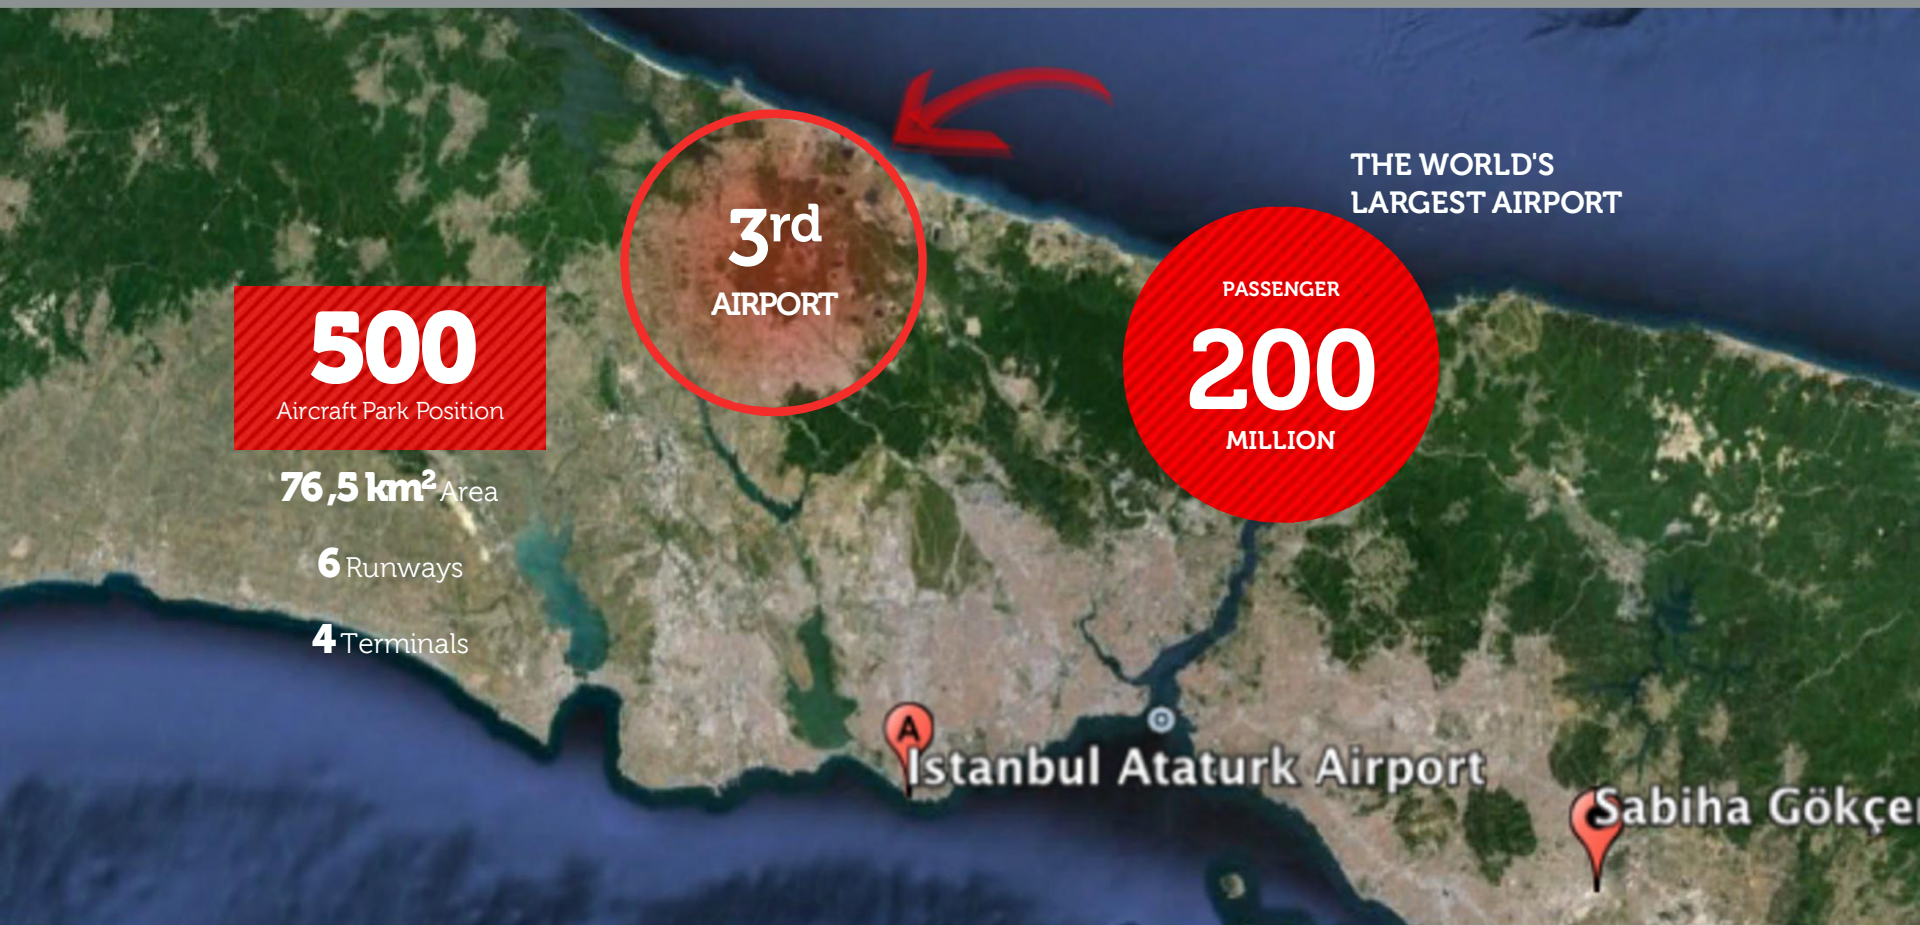 THE WORLD'S
LARGEST AIRPORT
3rd
AIRPORT
PASSENGER
200
MILLION
500
Aircraft Park Position
76,5 km² Area
6 Runways
4 Terminals
A
Istanbul Ataturk Airport
Sabiha Gökçe